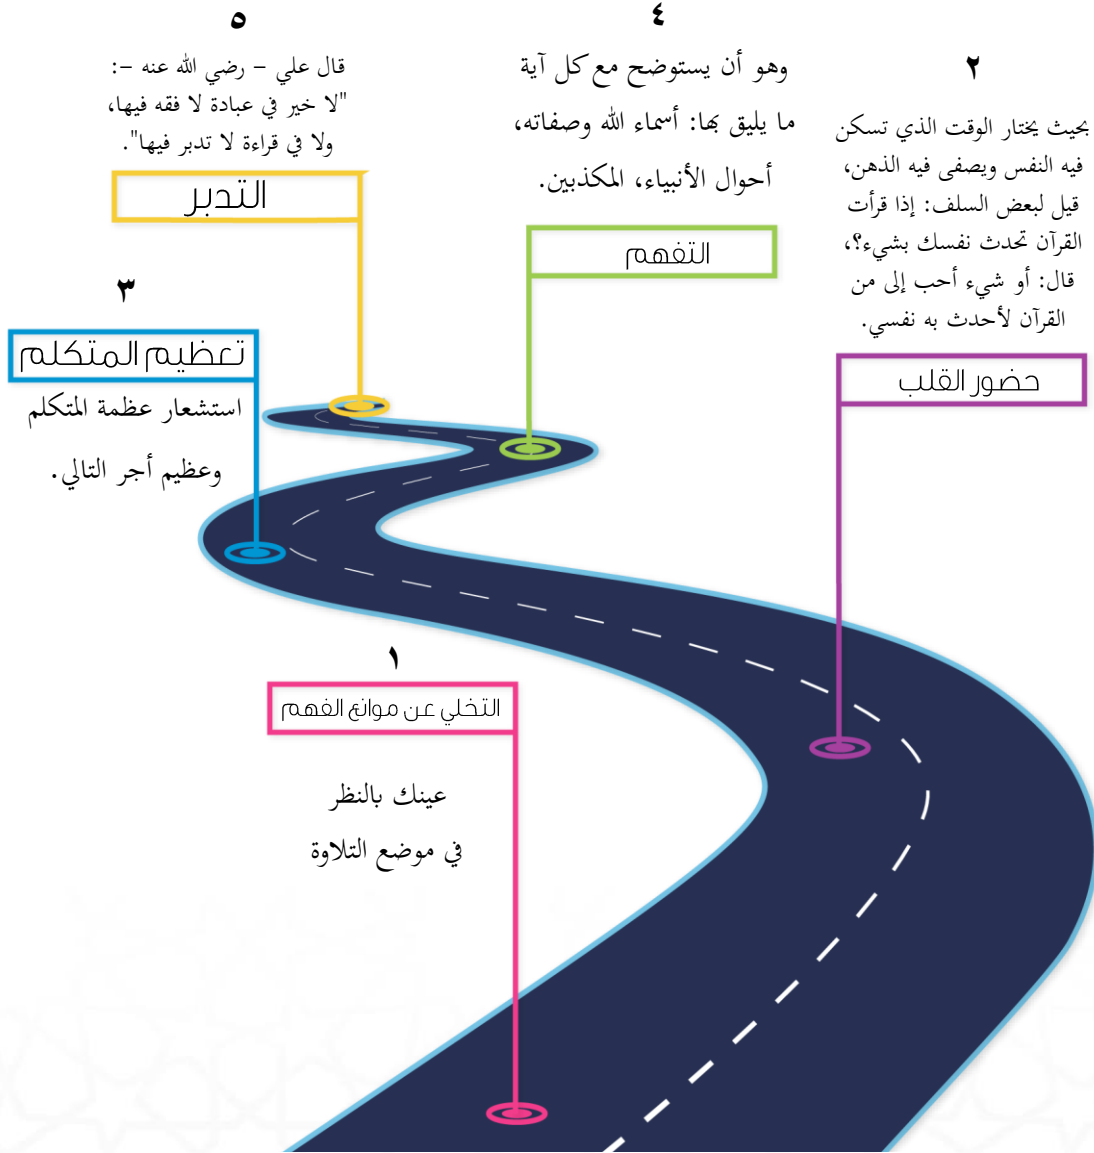 ١
التخلي عن موانع الفهم
عينك بالنظر
في موضع التلاوة
٢
بحيث يختار الوقت الذي تسكن
فيه النفس ويصفى فيه الذهن،
قيل لبعض السلف: إذا قرأت
القرآن تحدث نفسك بشيء؟،
قال: أو شيء أحب إلى من
القرآن لأحدث به نفسي.
حضور القلب
٣
تعظيم المتكلم
استشعار عظمة المتكلم
وعظيم أجر التالي.
٤
وهو أن يستوضح مع كل آية
ما يليق بها: أسماء الله وصفاته،
أحوال الأنبياء، المكذبين.
التفهم
٥
قال علي – رضي الله عنه –:
"لا خير في عبادة لا فقه فيها،
ولا في قراءة لا تدبر فيها".
التدبر